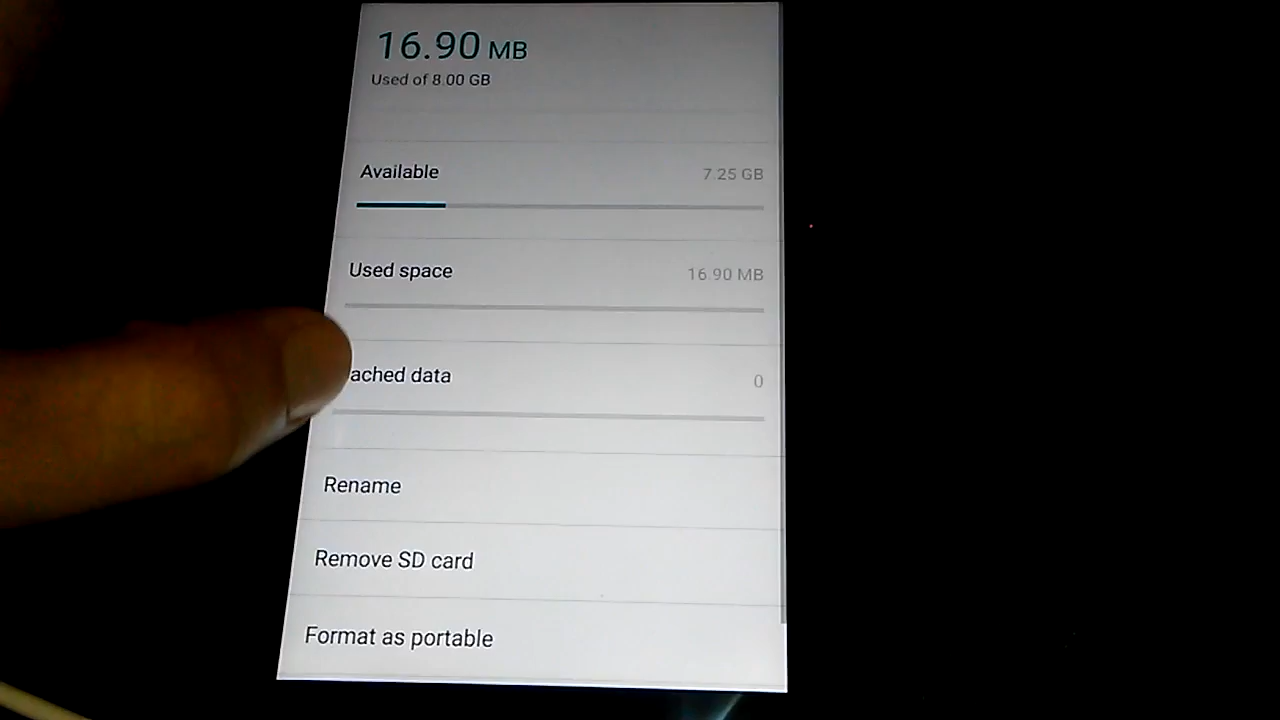 16.90 MB
Used of 8.00 GB
Available 7.25 GB
Used space 16.90 MB
ached data 0
Rename
Remove SD card
Format as portable